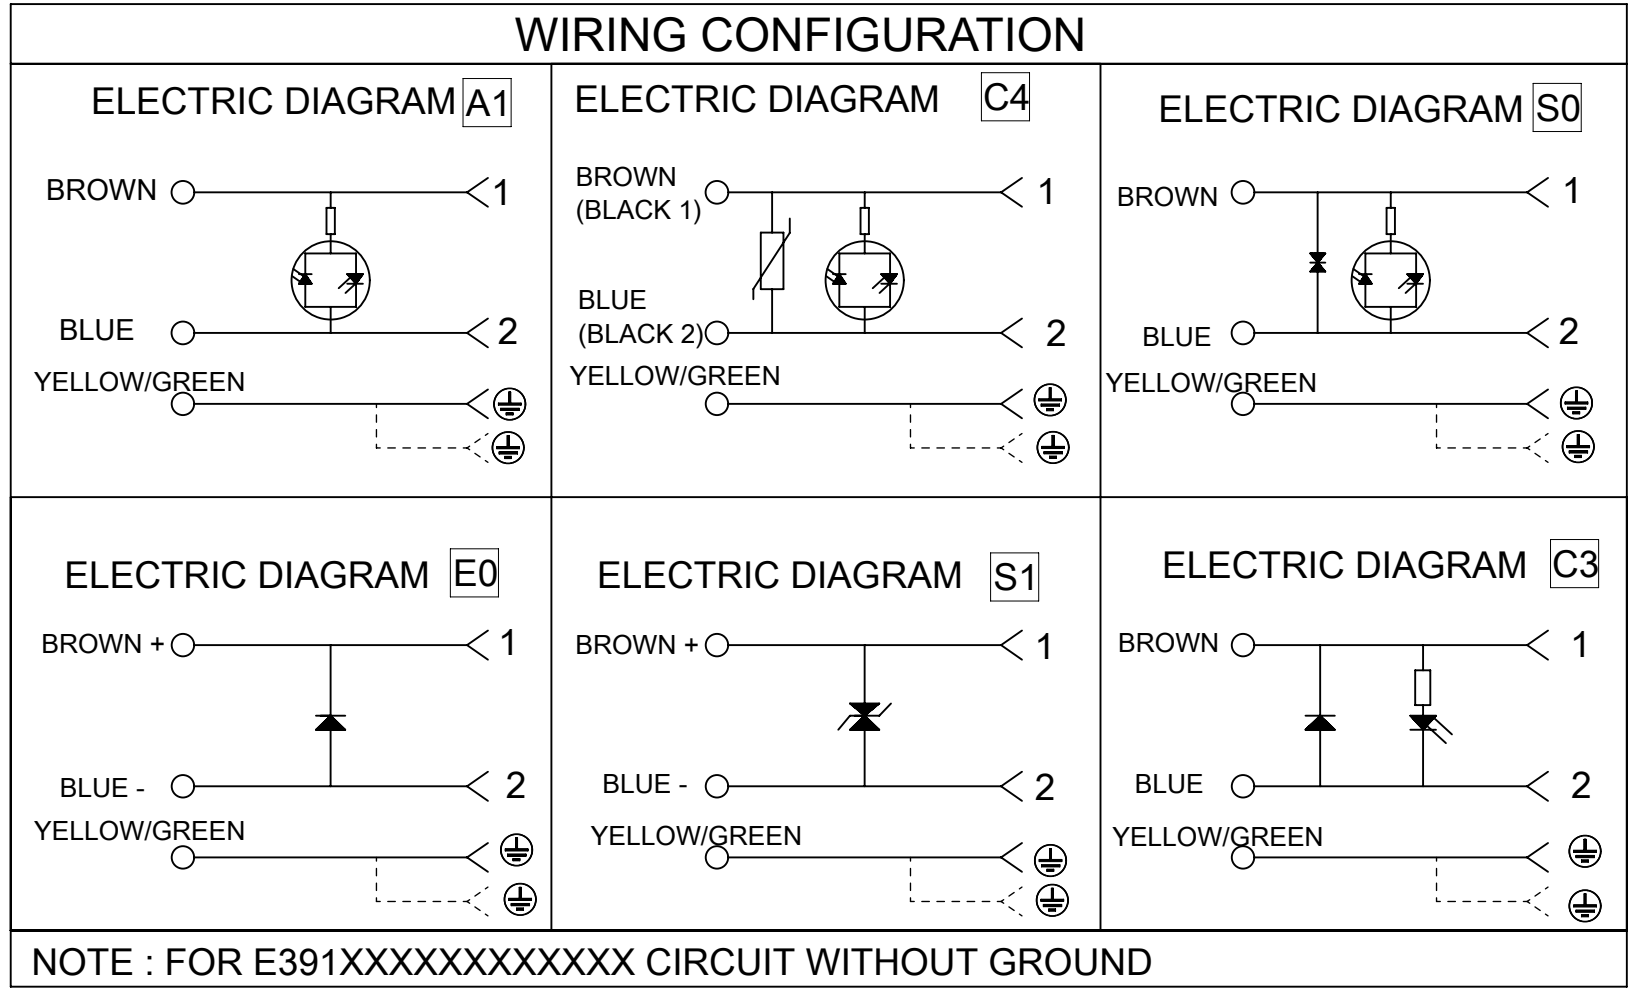 WIRING CONFIGURATION
ELECTRIC DIAGRAM A1
BROWN 1
BLUE 2
YELLOW/GREEN
ELECTRIC DIAGRAM C4
BROWN
(BLACK 1) 1
BLUE
(BLACK 2) 2
YELLOW/GREEN
ELECTRIC DIAGRAM S0
BROWN 1
BLUE 2
YELLOW/GREEN
ELECTRIC DIAGRAM E0
BROWN + 1
BLUE - 2
YELLOW/GREEN
ELECTRIC DIAGRAM S1
BROWN + 1
BLUE - 2
YELLOW/GREEN
ELECTRIC DIAGRAM C3
BROWN 1
BLUE 2
YELLOW/GREEN
NOTE : FOR E391XXXXXXXXXXXX CIRCUIT WITHOUT GROUND